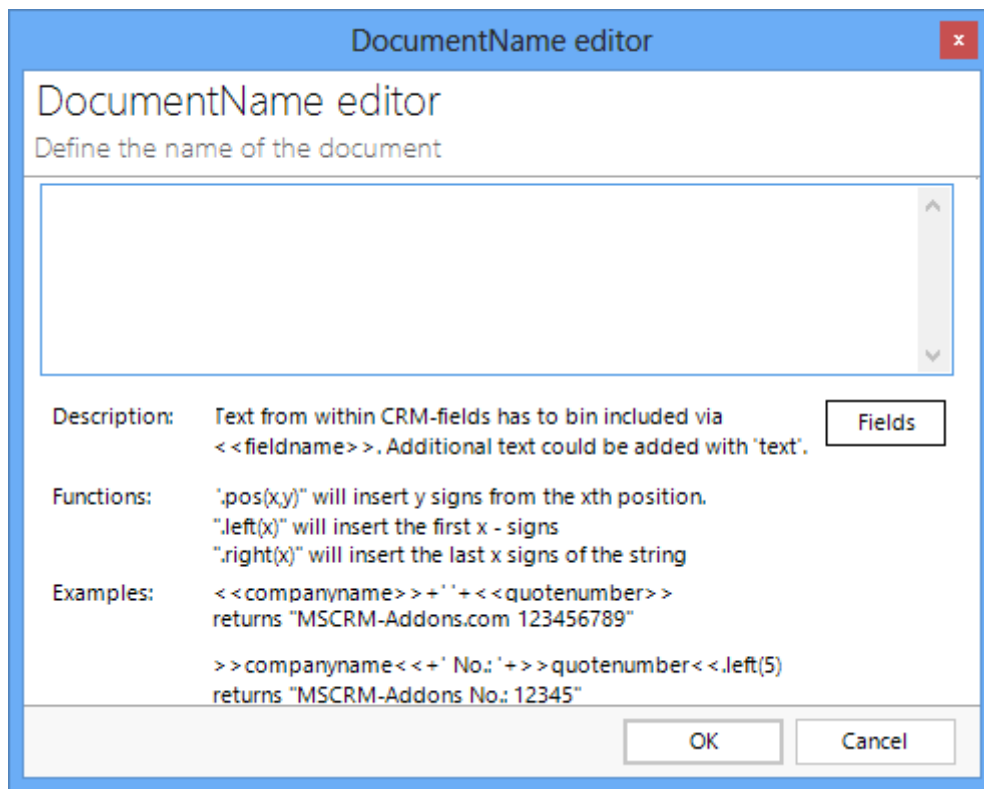 DocumentName editor
x
DocumentName editor
Define the name of the document
Description: Text from within CRM-fields has to bin included via
<<fieldname>>. Additional text could be added with 'text'.
Fields
Functions: '.pos(x,y)" will insert y signs from the xth position.
".left(x)" will insert the first x - signs
".right(x)" will insert the last x signs of the string
Examples: <<companyname>>+' '+<<quotenumber>>
returns "MSCRM-Addons.com 123456789"
>>companyname<<+' No.: '+>>quotenumber<<.left(5)
returns "MSCRM-Addons No.: 12345"
OK Cancel